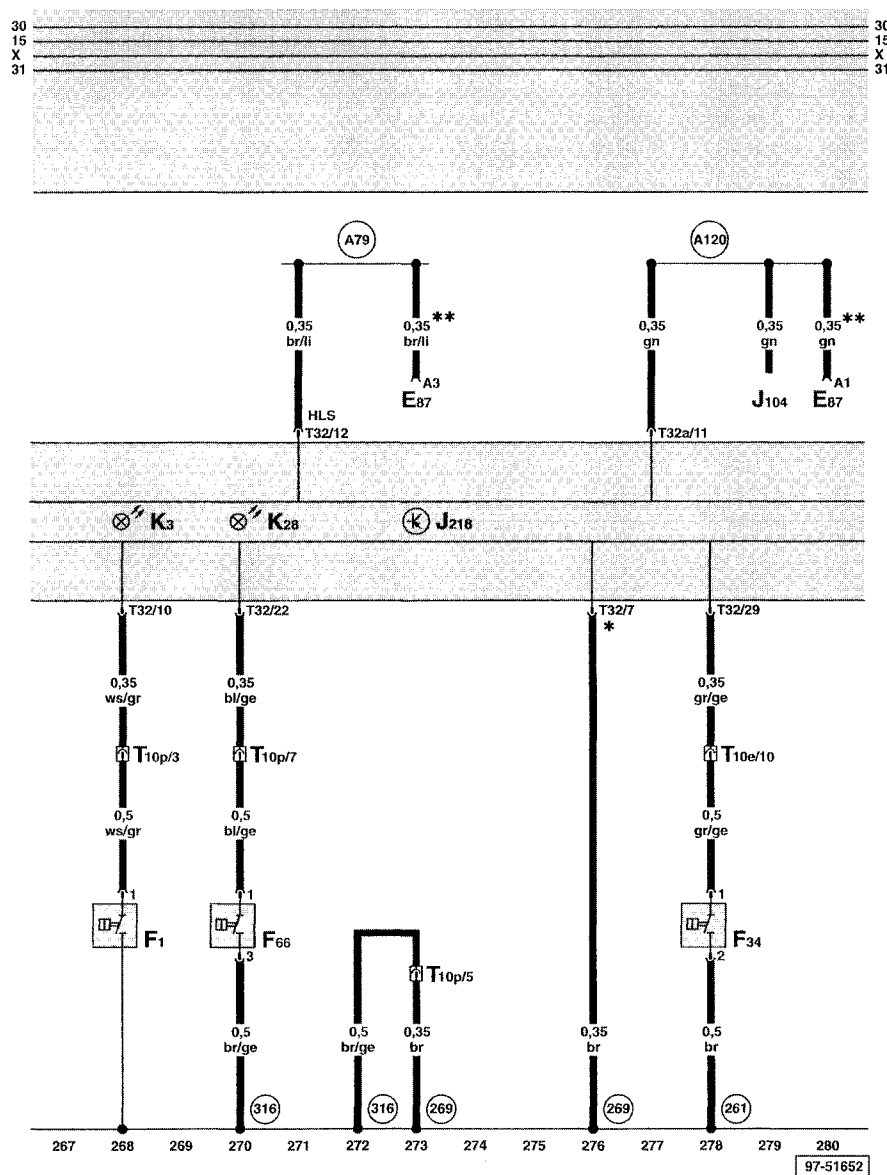 30 30
15 15
X X
31 31
A79 A120
0,35 br/li
0,35 br/li **
0,35 gn
0,35 gn
0,35 gn **
A3
E87
J104
A1
E87
HLS
T32/12
T32a/11
K3 K28 J218
T32/10 T32/22 T32/7 T32/29
*
0,35 ws/gr
0,35 bl/ge
0,35 gr/ge
T10p/3 T10p/7 T10e/10
0,5 ws/gr
0,5 bl/ge
0,5 gr/ge
1 1 1
F1 F66 F34
3 2
T10p/5
0,5 br/ge
0,5 br/ge
0,35 br
0,35 br
0,5 br
316 316 269 269 261
267 268 269 270 271 272 273 274 275 276 277 278 279 280
97-51652